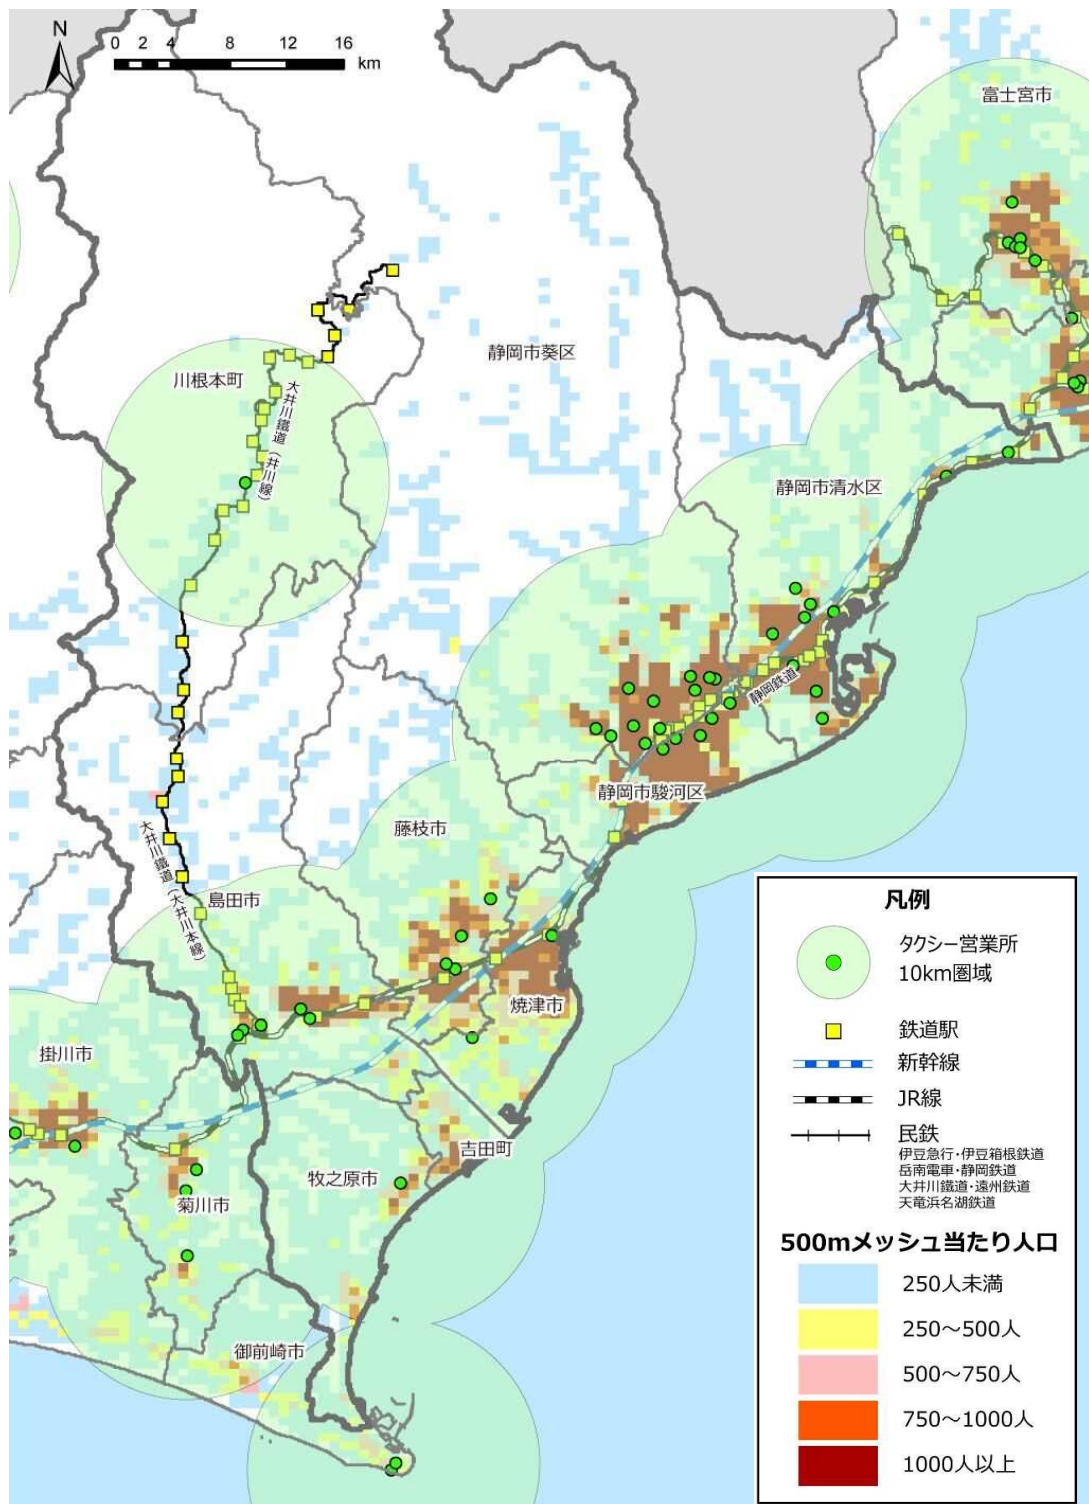 N
0 2 4 8 12 16
km
富士宮市
静岡市葵区
川根本町
大井川鐵道（井川線）
静岡市清水区
静岡鉄道
静岡市駿河区
藤枝市
大井川鐵道（大井川本線）
島田市
焼津市
掛川市
吉田町
牧之原市
菊川市
御前崎市
凡例
タクシー営業所
10km圏域
鉄道駅
新幹線
JR線
民鉄
伊豆急行・伊豆箱根鉄道
岳南電車・静岡鉄道
大井川鐵道・遠州鉄道
天竜浜名湖鉄道
500mメッシュ当たり人口
250人未満
250～500人
500～750人
750～1000人
1000人以上